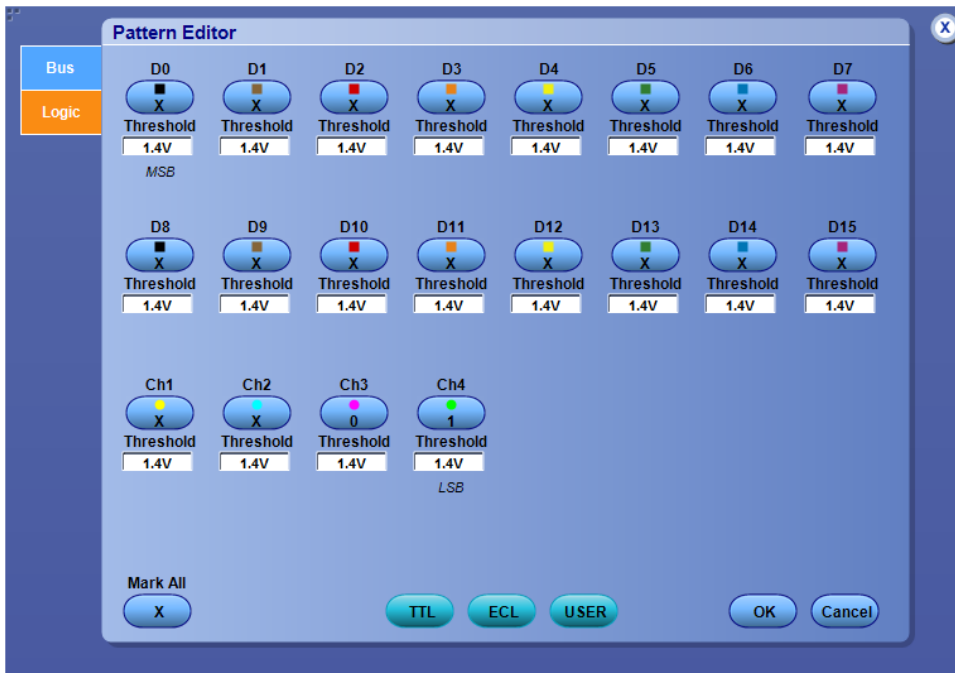 Pattern Editor
X
Bus
Logic
D0 D1 D2 D3 D4 D5 D6 D7
X X X X X X X X
Threshold Threshold Threshold Threshold Threshold Threshold Threshold Threshold
1.4V 1.4V 1.4V 1.4V 1.4V 1.4V 1.4V 1.4V
MSB
D8 D9 D10 D11 D12 D13 D14 D15
X X X X X X X X
Threshold Threshold Threshold Threshold Threshold Threshold Threshold Threshold
1.4V 1.4V 1.4V 1.4V 1.4V 1.4V 1.4V 1.4V
Ch1 Ch2 Ch3 Ch4
X X 0 1
Threshold Threshold Threshold Threshold
1.4V 1.4V 1.4V 1.4V
LSB
Mark All
X TTL ECL USER OK Cancel